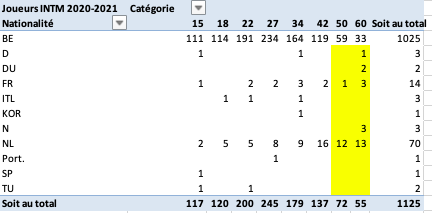 Joueurs INTM 2020-2021 Catégorie
Nationalité 15 18 22 27 34 42 50 60 Soit au total
BE 111 114 191 234 164 119 59 33 1025
D 1 1 1 3
DU 2 2
FR 1 2 2 3 2 1 3 14
ITL 1 1 1 3
KOR 1 1
N 3 3
NL 2 5 5 8 9 16 12 13 70
Port. 1 1
SP 1 1
TU 1 1 2
Soit au total 117 120 200 245 179 137 72 55 1125